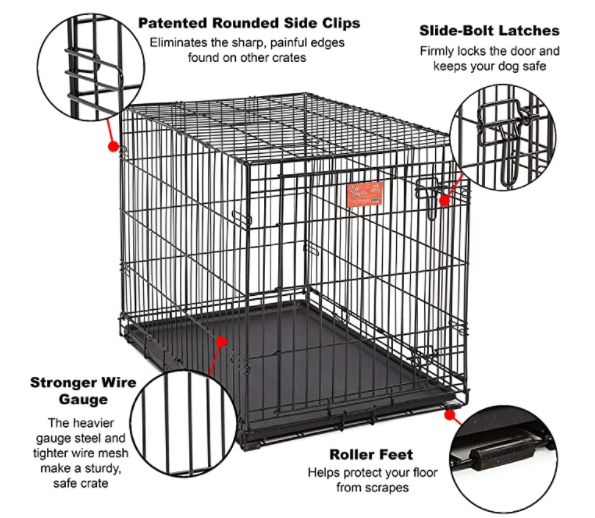 Patented Rounded Side Clips
Eliminates the sharp, painful edges
found on other crates
Slide-Bolt Latches
Firmly locks the door and
keeps your dog safe
Stronger Wire
Gauge
The heavier
gauge steel and
tighter wire mesh
make a sturdy,
safe crate
Roller Feet
Helps protect your floor
from scrapes